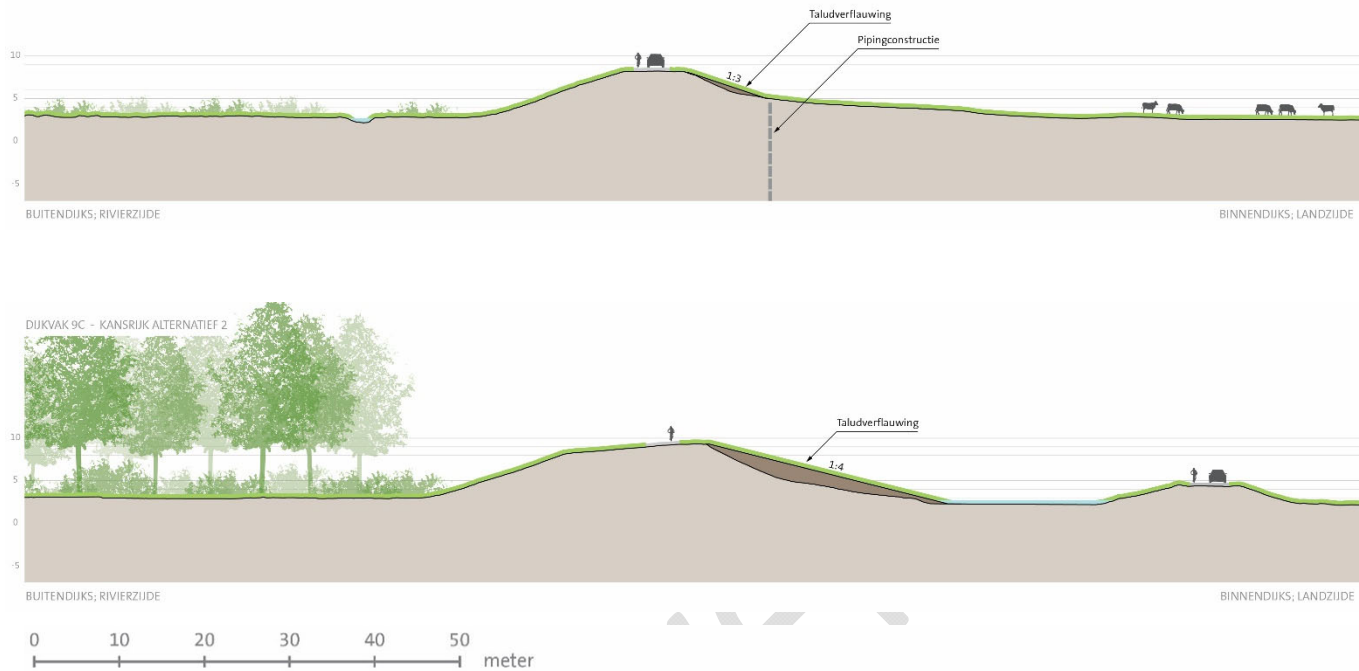 Taludverflauwing
Pipingconstructie
10
1:3
5
0
-5
BUITENDIJKS; RIVIERZIJDE
BINNENDIJKS; LANDZIJDE
DIJKVAK 9C - KANSRIJK ALTERNATIEF 2
Taludverflauwing
10
1:4
5
0
-5
BUITENDIJKS; RIVIERZIJDE
BINNENDIJKS; LANDZIJDE
0 10 20 30 40 50 meter